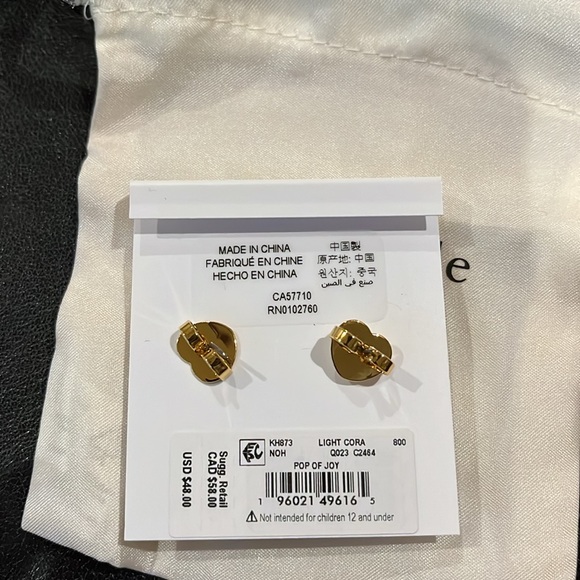 MADE IN CHINA
FABRIQUÉ EN CHINE
HECHO EN CHINA
中国製
原产地: 中国
원산지: 중국
صنع في الصين
CA57710
RN0102760
e
KH873 LIGHT CORA 800
NOH Q023 C2464
POP OF JOY
1 96021 49616 5
⚠ Not intended for children 12 and under
Sugg. Retail
CAD $58.00
USD $48.00